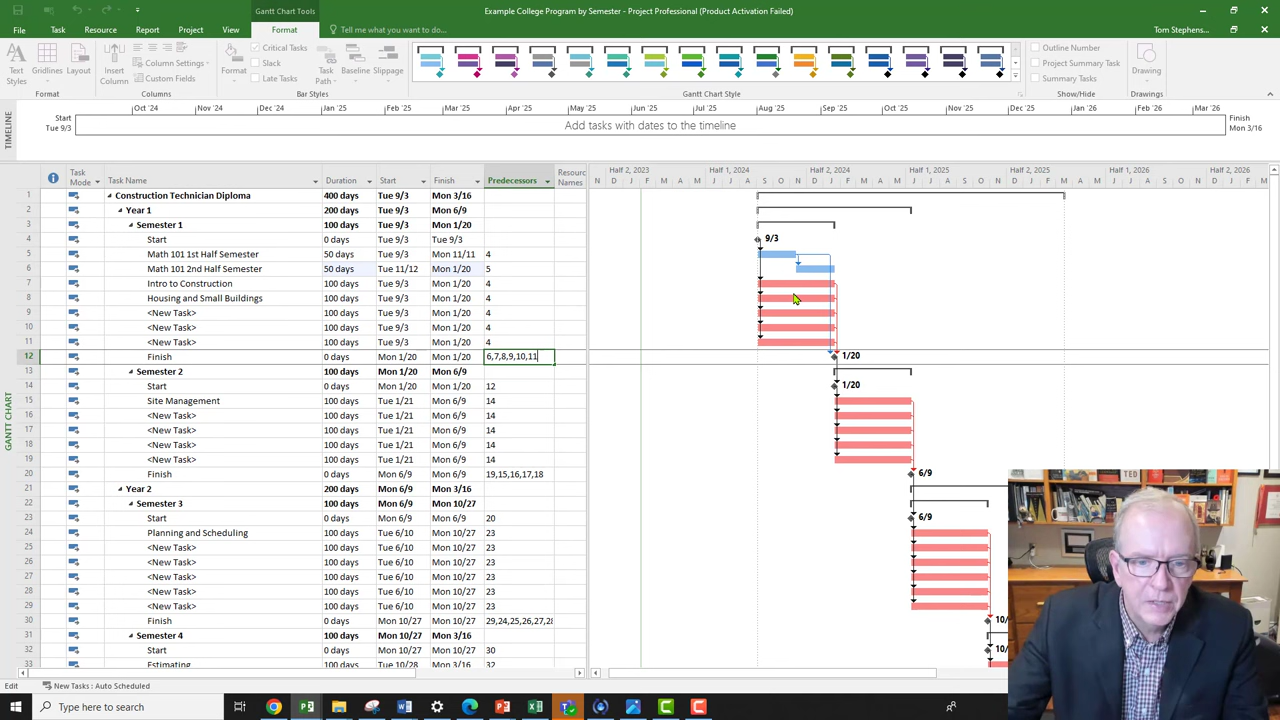 Gantt Chart Tools
Example College Program by Semester - Project Professional (Product Activation Failed)
File Task Resource Report Project View Format Tell me what you want to do... Tom Stephens...
Text Styles Gridlines Layout
Format
Insert Column Column Settings Custom Fields
Columns
Format Critical Tasks Slack Late Tasks Task Path Baseline Slippage
Bar Styles
Gantt Chart Style
Outline Number
Project Summary Task
Summary Tasks
Show/Hide
Drawing
Drawings
TIMELINE
Oct '24 Nov '24 Dec '24 Jan '25 Feb '25 Mar '25 Apr '25 May '25 Jun '25 Jul '25 Aug '25 Sep '25 Oct '25 Nov '25 Dec '25 Jan '26 Feb '26 Mar '26
Start
Tue 9/3
Add tasks with dates to the timeline
Finish
Mon 3/16
Task Mode Task Name Duration Start Finish Predecessors Resource Names
Half 2, 2023 Half 1, 2024 Half 2, 2024 Half 1, 2025 Half 2, 2025 Half 1, 2026 Half 2, 2026
N D J F M A M J J A S O N D J F M A M J J A S O N D J F M A M
1 Construction Technician Diploma 400 days Tue 9/3 Mon 3/16
2 Year 1 200 days Tue 9/3 Mon 6/9
3 Semester 1 100 days Tue 9/3 Mon 1/20
4 Start 0 days Tue 9/3 Tue 9/3 9/3
5 Math 101 1st Half Semester 50 days Tue 9/3 Mon 11/11 4
6 Math 101 2nd Half Semester 50 days Tue 11/12 Mon 1/20 5
7 Intro to Construction 100 days Tue 9/3 Mon 1/20 4
8 Housing and Small Buildings 100 days Tue 9/3 Mon 1/20 4
9 <New Task> 100 days Tue 9/3 Mon 1/20 4
10 <New Task> 100 days Tue 9/3 Mon 1/20 4
11 <New Task> 100 days Tue 9/3 Mon 1/20 4
12 Finish 0 days Mon 1/20 Mon 1/20 6,7,8,9,10,11 1/20
13 Semester 2 100 days Mon 1/20 Mon 6/9
14 Start 0 days Mon 1/20 Mon 1/20 12 1/20
15 Site Management 100 days Tue 1/21 Mon 6/9 14
16 <New Task> 100 days Tue 1/21 Mon 6/9 14
17 <New Task> 100 days Tue 1/21 Mon 6/9 14
18 <New Task> 100 days Tue 1/21 Mon 6/9 14
19 <New Task> 100 days Tue 1/21 Mon 6/9 14
20 Finish 0 days Mon 6/9 Mon 6/9 19,15,16,17,18 6/9
21 Year 2 200 days Mon 6/9 Mon 3/16
22 Semester 3 100 days Mon 6/9 Mon 10/27
23 Start 0 days Mon 6/9 Mon 6/9 20 6/9
24 Planning and Scheduling 100 days Tue 6/10 Mon 10/27 23
25 <New Task> 100 days Tue 6/10 Mon 10/27 23
26 <New Task> 100 days Tue 6/10 Mon 10/27 23
27 <New Task> 100 days Tue 6/10 Mon 10/27 23
28 <New Task> 100 days Tue 6/10 Mon 10/27 23
29 <New Task> 100 days Tue 6/10 Mon 10/27 23
30 Finish 0 days Mon 10/27 Mon 10/27 29,24,25,26,27,28 10/
31 Semester 4 100 days Mon 10/27 Mon 3/16
32 Start 0 days Mon 10/27 Mon 10/27 30 10/
33 Estimating 100 days Tue 10/28 Mon 3/16 32
GANTT CHART
TED
Edit New Tasks : Auto Scheduled
Type here to search